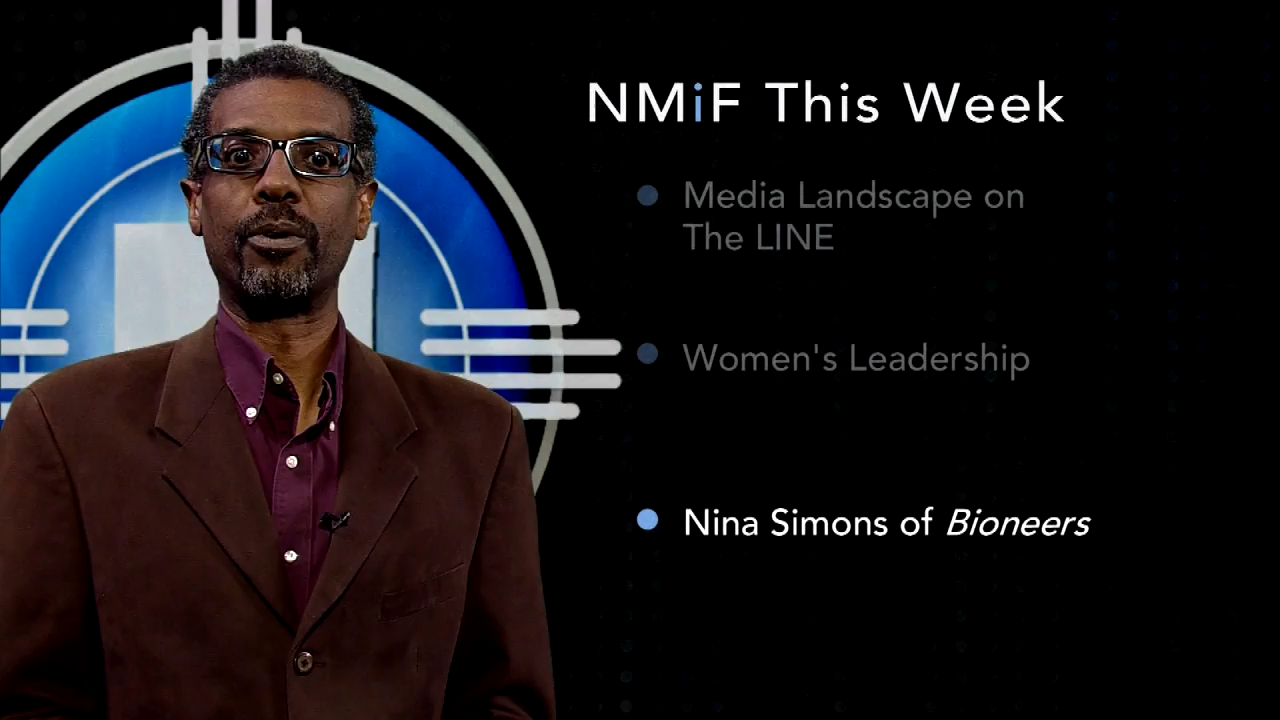 NMiF This Week
Media Landscape on
The LINE
Women's Leadership
Nina Simons of Bioneers